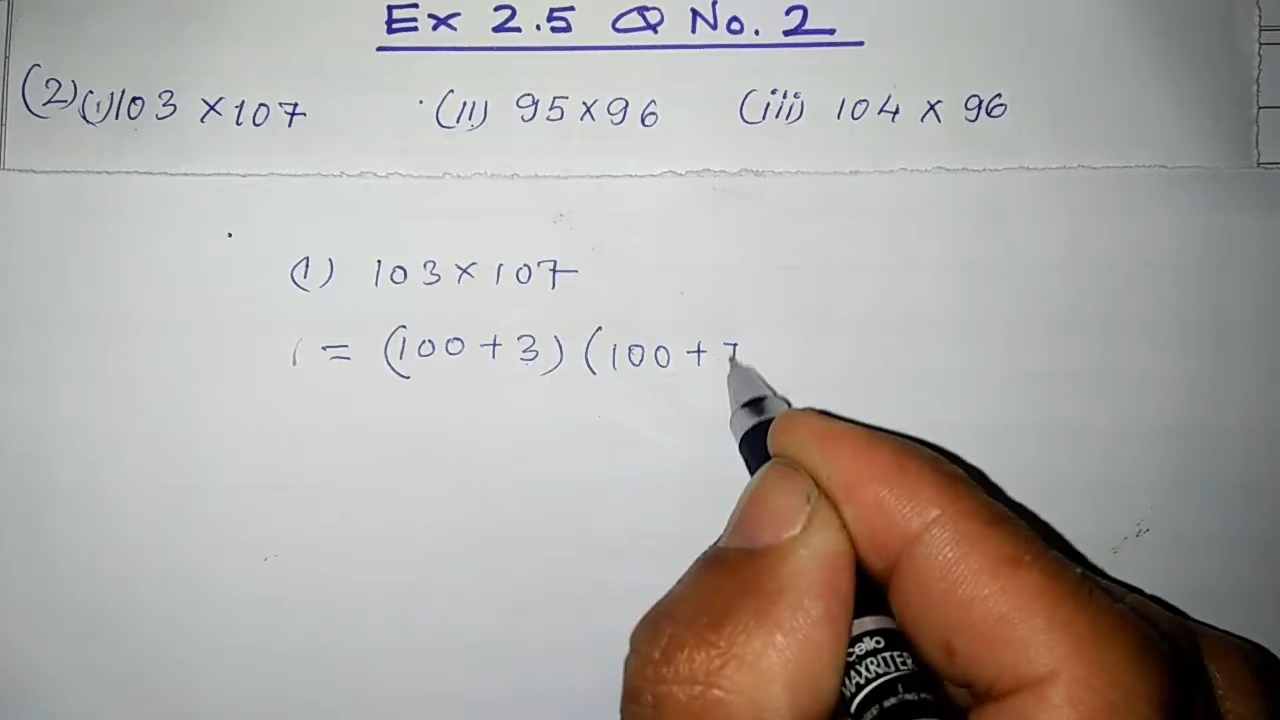 Ex 2.5 Q No. 2
(2) (i) 103 × 107 (ii) 95 × 96 (iii) 104 × 96
(i) 103 × 107
= (100 + 3) (100 + 7
cello
MAXRITER